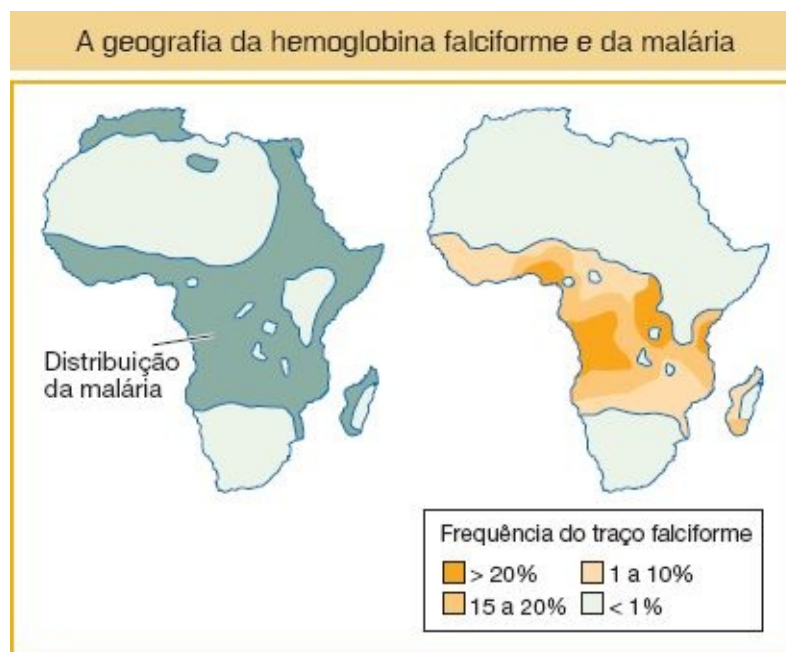 A geografia da hemoglobina falciforme e da malária
Distribuição
da malária
Frequência do traço falciforme
> 20%
1 a 10%
15 a 20%
< 1%